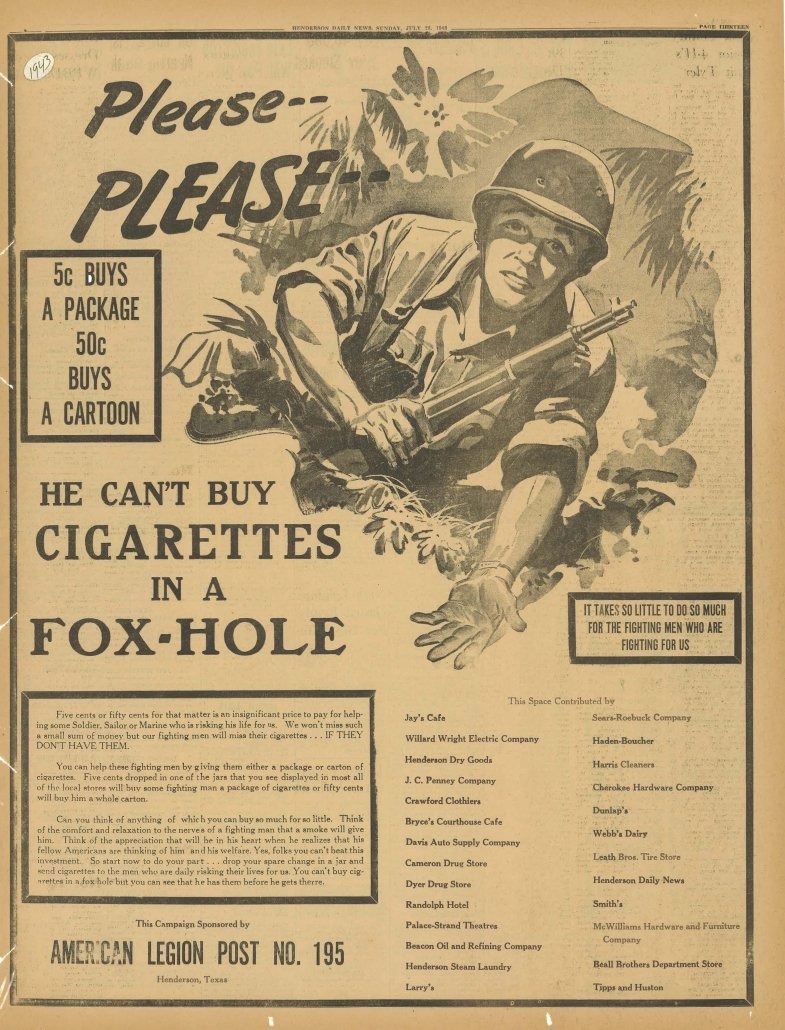 HENDERSON DAILY NEWS, SUNDAY, JULY 25, 1943
PAGE THIRTEEN
1943
Please--
PLEASE--
5c BUYS
A PACKAGE
50c
BUYS
A CARTOON
HE CAN'T BUY
CIGARETTES
IN A
FOX-HOLE
IT TAKES SO LITTLE TO DO SO MUCH
FOR THE FIGHTING MEN WHO ARE
FIGHTING FOR US
Five cents or fifty cents for that matter is an insignificant price to pay for help-
ing some Soldier, Sailor or Marine who is risking his life for us. We won't miss such
a small sum of money but our fighting men will miss their cigarettes . . . IF THEY
DON'T HAVE THEM.
You can help these fighting men by giving them either a package or carton of
cigarettes. Five cents dropped in one of the jars that you see displayed in most all
of the local stores will buy some fighting man a package of cigarettes or fifty cents
will buy him a whole carton.
Can you think of anything of which you can buy so much for so little. Think
of the comfort and relaxation to the nerves of a fighting man that a smoke will give
him. Think of the appreciation that will be in his heart when he realizes that his
fellow Americans are thinking of him and his welfare. Yes, folks you can't beat this
investment. So start now to do your part . . . drop your spare change in a jar and
send cigarettes to the men who are daily risking their lives for us. You can't buy cig-
arettes in a fox hole but you can see that he has them before he gets therre.
This Campaign Sponsored by
AMERICAN LEGION POST NO. 195
Henderson, Texas
This Space Contributed by
Jay's Cafe
Willard Wright Electric Company
Henderson Dry Goods
J. C. Penney Company
Crawford Clothiers
Bryce's Courthouse Cafe
Davis Auto Supply Company
Cameron Drug Store
Dyer Drug Store
Randolph Hotel
Palace-Strand Theatres
Beacon Oil and Refining Company
Henderson Steam Laundry
Larry's
Sears-Roebuck Company
Haden-Boucher
Harris Cleaners
Cherokee Hardware Company
Dunlap's
Webb's Dairy
Leath Bros. Tire Store
Henderson Daily News
Smith's
McWilliams Hardware and Furniture
Company
Beall Brothers Department Store
Tipps and Huston